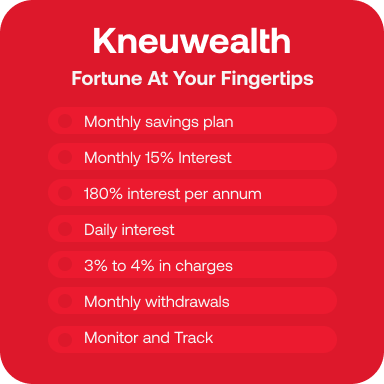 Kneuwealth
Fortune At Your Fingertips
Monthly savings plan
Monthly 15% Interest
180% interest per annum
Daily interest
3% to 4% in charges
Monthly withdrawals
Monitor and Track